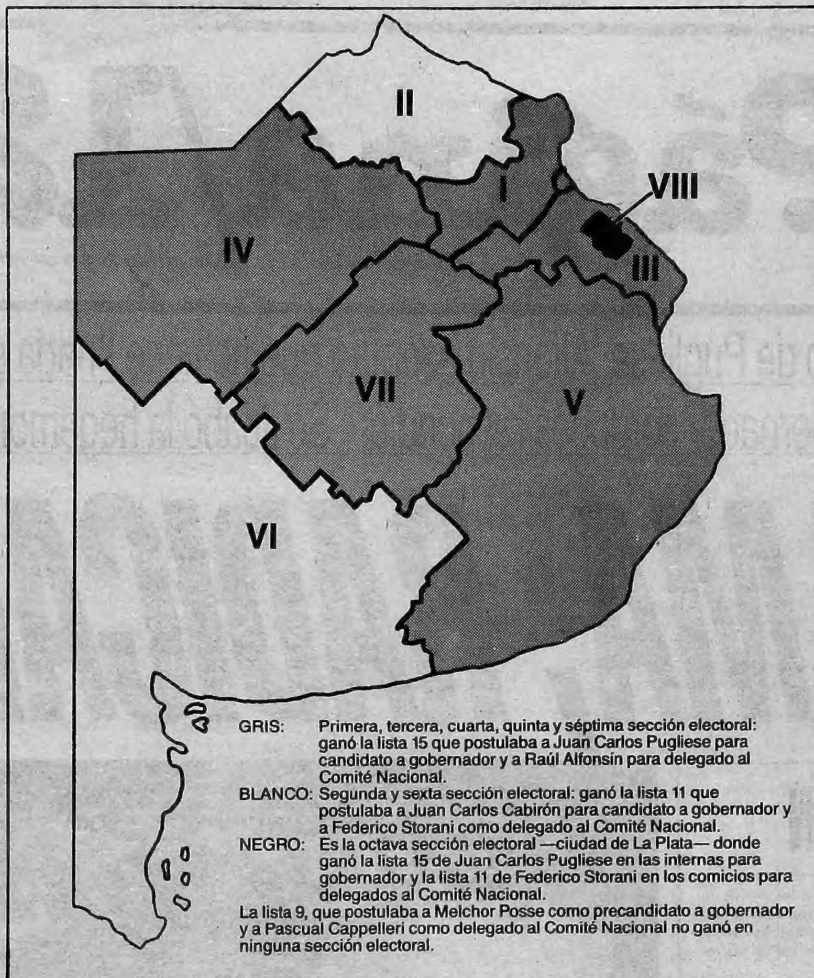 II
I
VIII
IV
III
VII
V
VI
GRIS: Primera, tercera, cuarta, quinta y séptima sección electoral:
ganó la lista 15 que postulaba a Juan Carlos Pugliese para
candidato a gobernador y a Raúl Alfonsín para delegado al
Comité Nacional.
BLANCO: Segunda y sexta sección electoral: ganó la lista 11 que
postulaba a Juan Carlos Cabirón para candidato a gobernador y
a Federico Storani como delegado al Comité Nacional.
NEGRO: Es la octava sección electoral —ciudad de La Plata— donde
ganó la lista 15 de Juan Carlos Pugliese en las internas para
gobernador y la lista 11 de Federico Storani en los comicios para
delegados al Comité Nacional.
La lista 9, que postulaba a Melchor Posse como precandidato a gobernador
y a Pascual Cappelleri como delegado al Comité Nacional no ganó en
ninguna sección electoral.